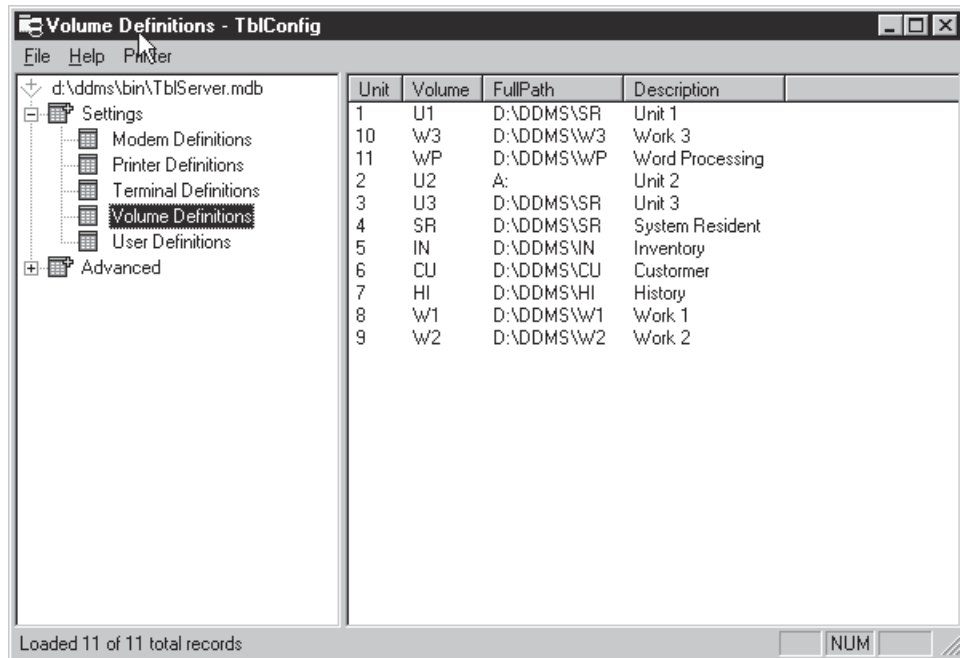 Volume Definitions - TblConfig
File Help Printer
d:\ddms\bin\TblServer.mdb
Settings
Modem Definitions
Printer Definitions
Terminal Definitions
Volume Definitions
User Definitions
Advanced
Unit Volume FullPath Description
1 U1 D:\DDMS\SR Unit 1
10 W3 D:\DDMS\W3 Work 3
11 WP D:\DDMS\WP Word Processing
2 U2 A: Unit 2
3 U3 D:\DDMS\SR Unit 3
4 SR D:\DDMS\SR System Resident
5 IN D:\DDMS\IN Inventory
6 CU D:\DDMS\CU Custormer
7 HI D:\DDMS\HI History
8 W1 D:\DDMS\W1 Work 1
9 W2 D:\DDMS\W2 Work 2
Loaded 11 of 11 total records
NUM